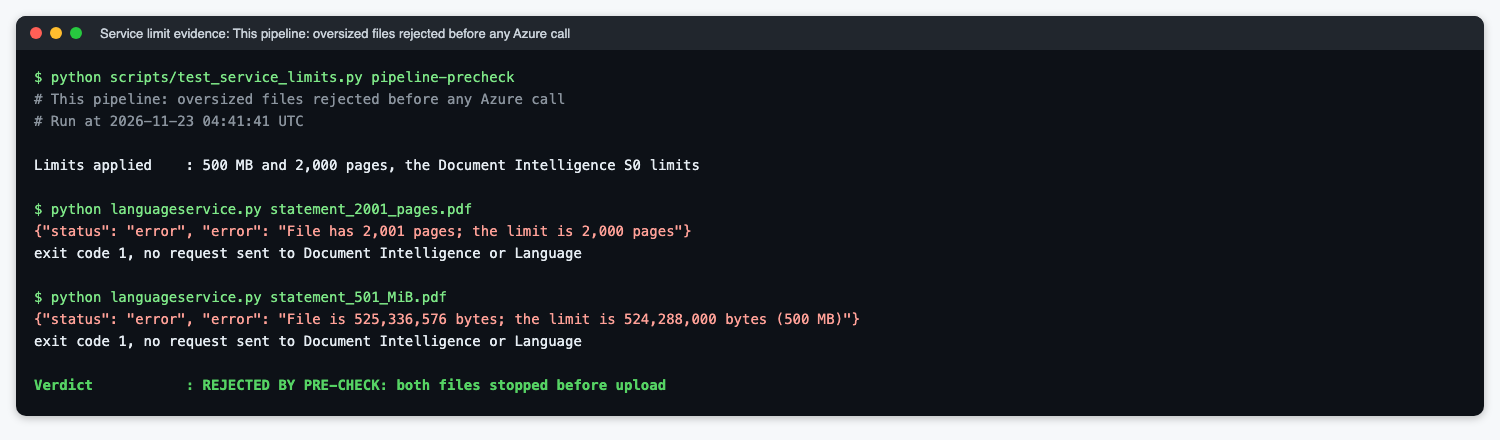 Service limit evidence: This pipeline: oversized files rejected before any Azure call
$ python scripts/test_service_limits.py pipeline-precheck
# This pipeline: oversized files rejected before any Azure call
# Run at 2026-11-23 04:41:41 UTC
Limits applied    : 500 MB and 2,000 pages, the Document Intelligence S0 limits
$ python languageservice.py statement_2001_pages.pdf
{"status": "error", "error": "File has 2,001 pages; the limit is 2,000 pages"}
exit code 1, no request sent to Document Intelligence or Language
$ python languageservice.py statement_501_MiB.pdf
{"status": "error", "error": "File is 525,336,576 bytes; the limit is 524,288,000 bytes (500 MB)"}
exit code 1, no request sent to Document Intelligence or Language
Verdict           : REJECTED BY PRE-CHECK: both files stopped before upload